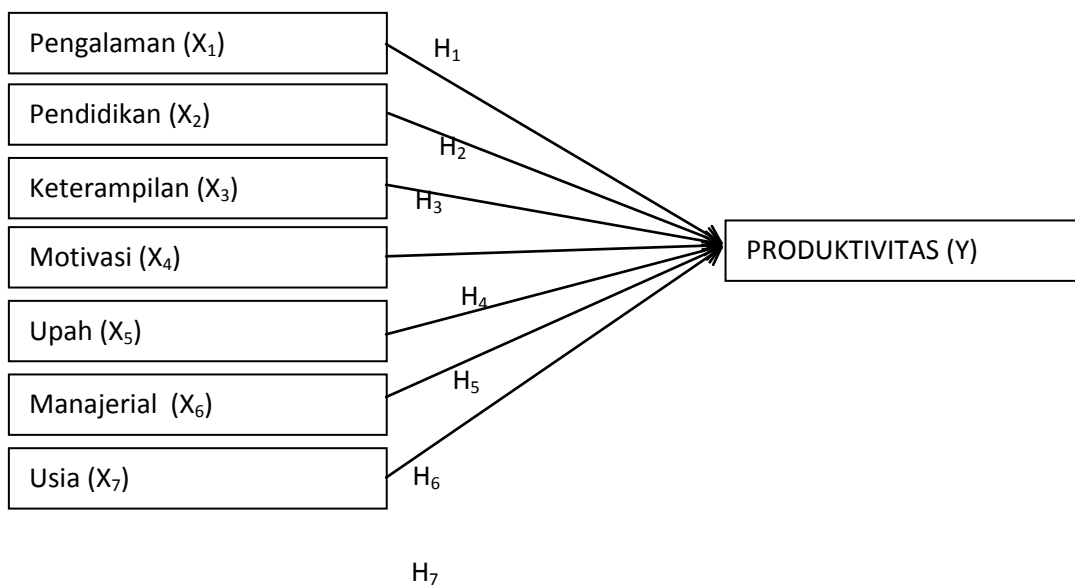 Pengalaman (X₁)
H₁
Pendidikan (X₂)
H₂
Keterampilan (X₃)
H₃
PRODUKTIVITAS (Y)
Motivasi (X₄)
H₄
Upah (X₅)
H₅
Manajerial (X₆)
Usia (X₇)
H₆
H₇